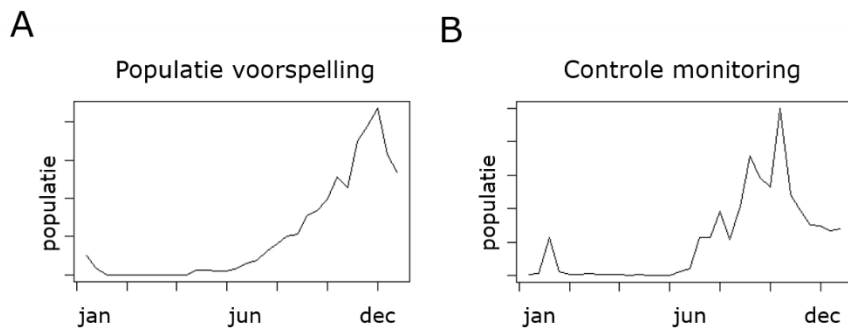 A
Populatie voorspelling
populatie
jan
jun
dec
B
Controle monitoring
populatie
jan
jun
dec